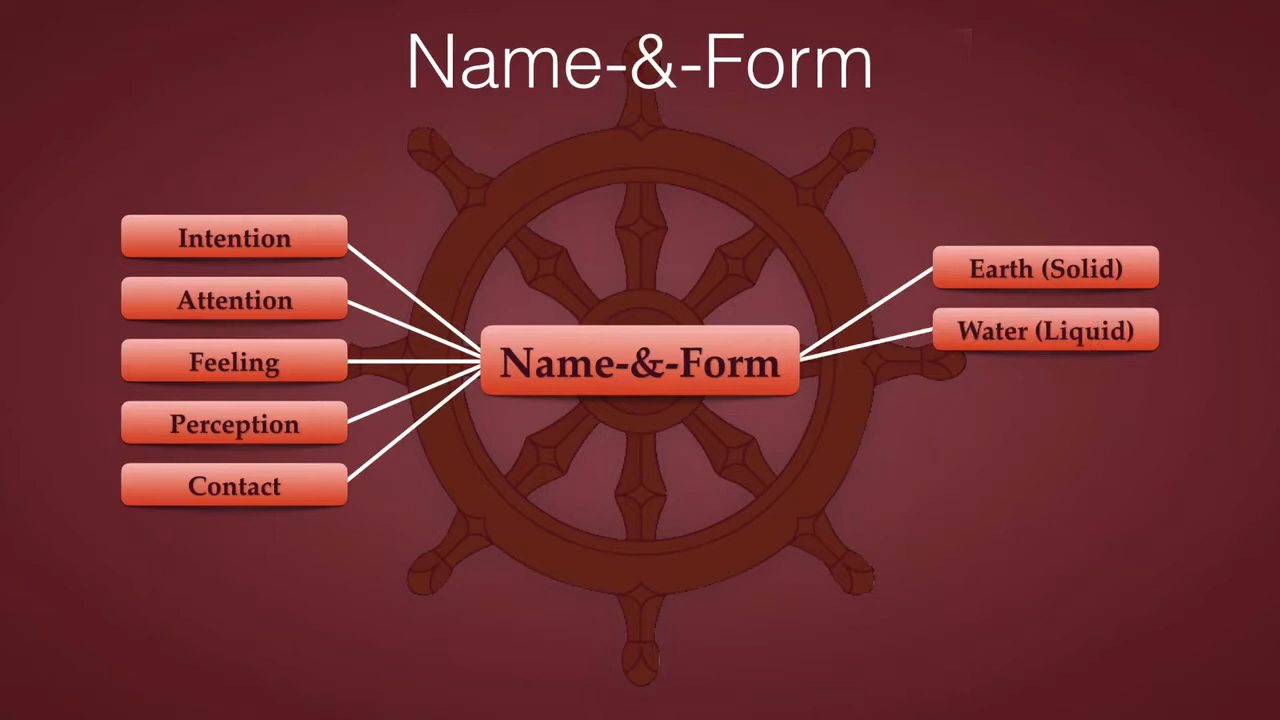 Name-&-Form
Intention
Attention
Feeling
Perception
Contact
Name-&-Form
Earth (Solid)
Water (Liquid)